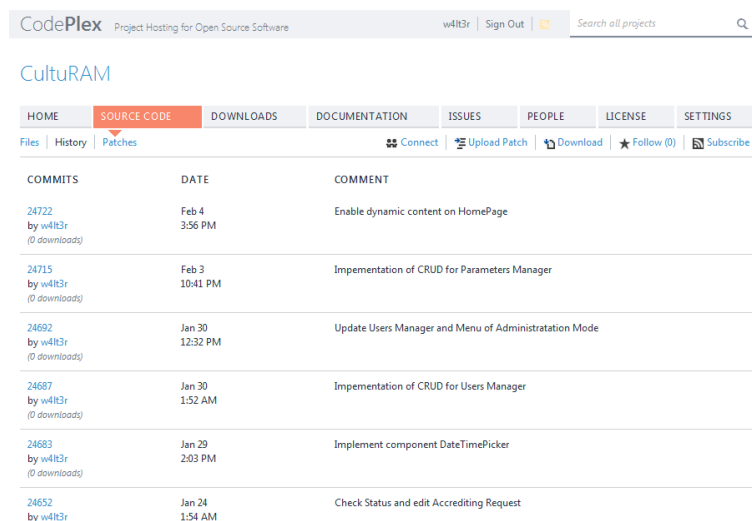 CodePlex Project Hosting for Open Source Software w4lt3r Sign Out Search all projects
CultuRAM
HOME SOURCE CODE DOWNLOADS DOCUMENTATION ISSUES PEOPLE LICENSE SETTINGS
Files History Patches Connect Upload Patch Download Follow (0) Subscribe
COMMITS DATE COMMENT
24722 Feb 4 Enable dynamic content on HomePage
by w4lt3r 3:56 PM
(0 downloads)
24715 Feb 3 Impementation of CRUD for Parameters Manager
by w4lt3r 10:41 PM
(0 downloads)
24692 Jan 30 Update Users Manager and Menu of Administratation Mode
by w4lt3r 12:32 PM
(0 downloads)
24687 Jan 30 Impementation of CRUD for Users Manager
by w4lt3r 1:52 AM
(0 downloads)
24683 Jan 29 Implement component DateTimePicker
by w4lt3r 2:03 PM
(0 downloads)
24652 Jan 24 Check Status and edit Accrediting Request
by w4lt3r 1:54 AM